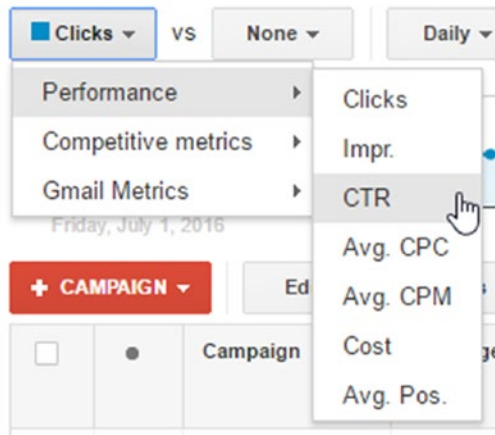 Clicks vs None Daily
Performance
Competitive metrics
Gmail Metrics
Clicks
Impr.
CTR
Avg. CPC
Avg. CPM
Cost
Avg. Pos.
Friday, July 1, 2016
+ CAMPAIGN Ed
Campaign